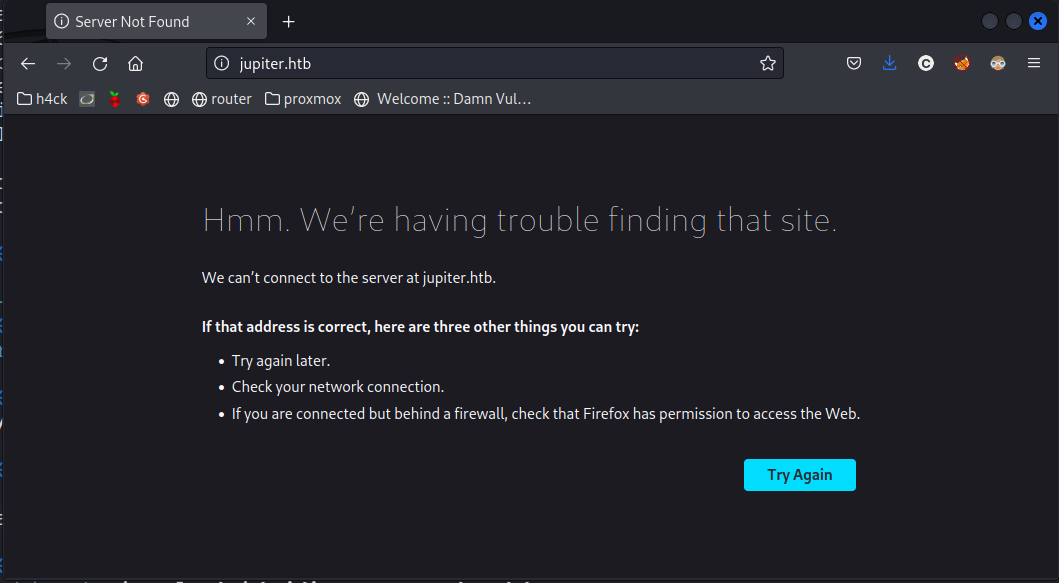 Server Not Found
jupiter.htb
h4ck router proxmox Welcome :: Damn Vul…
Hmm. We’re having trouble finding that site.
We can’t connect to the server at jupiter.htb.
If that address is correct, here are three other things you can try:
• Try again later.
• Check your network connection.
• If you are connected but behind a firewall, check that Firefox has permission to access the Web.
Try Again